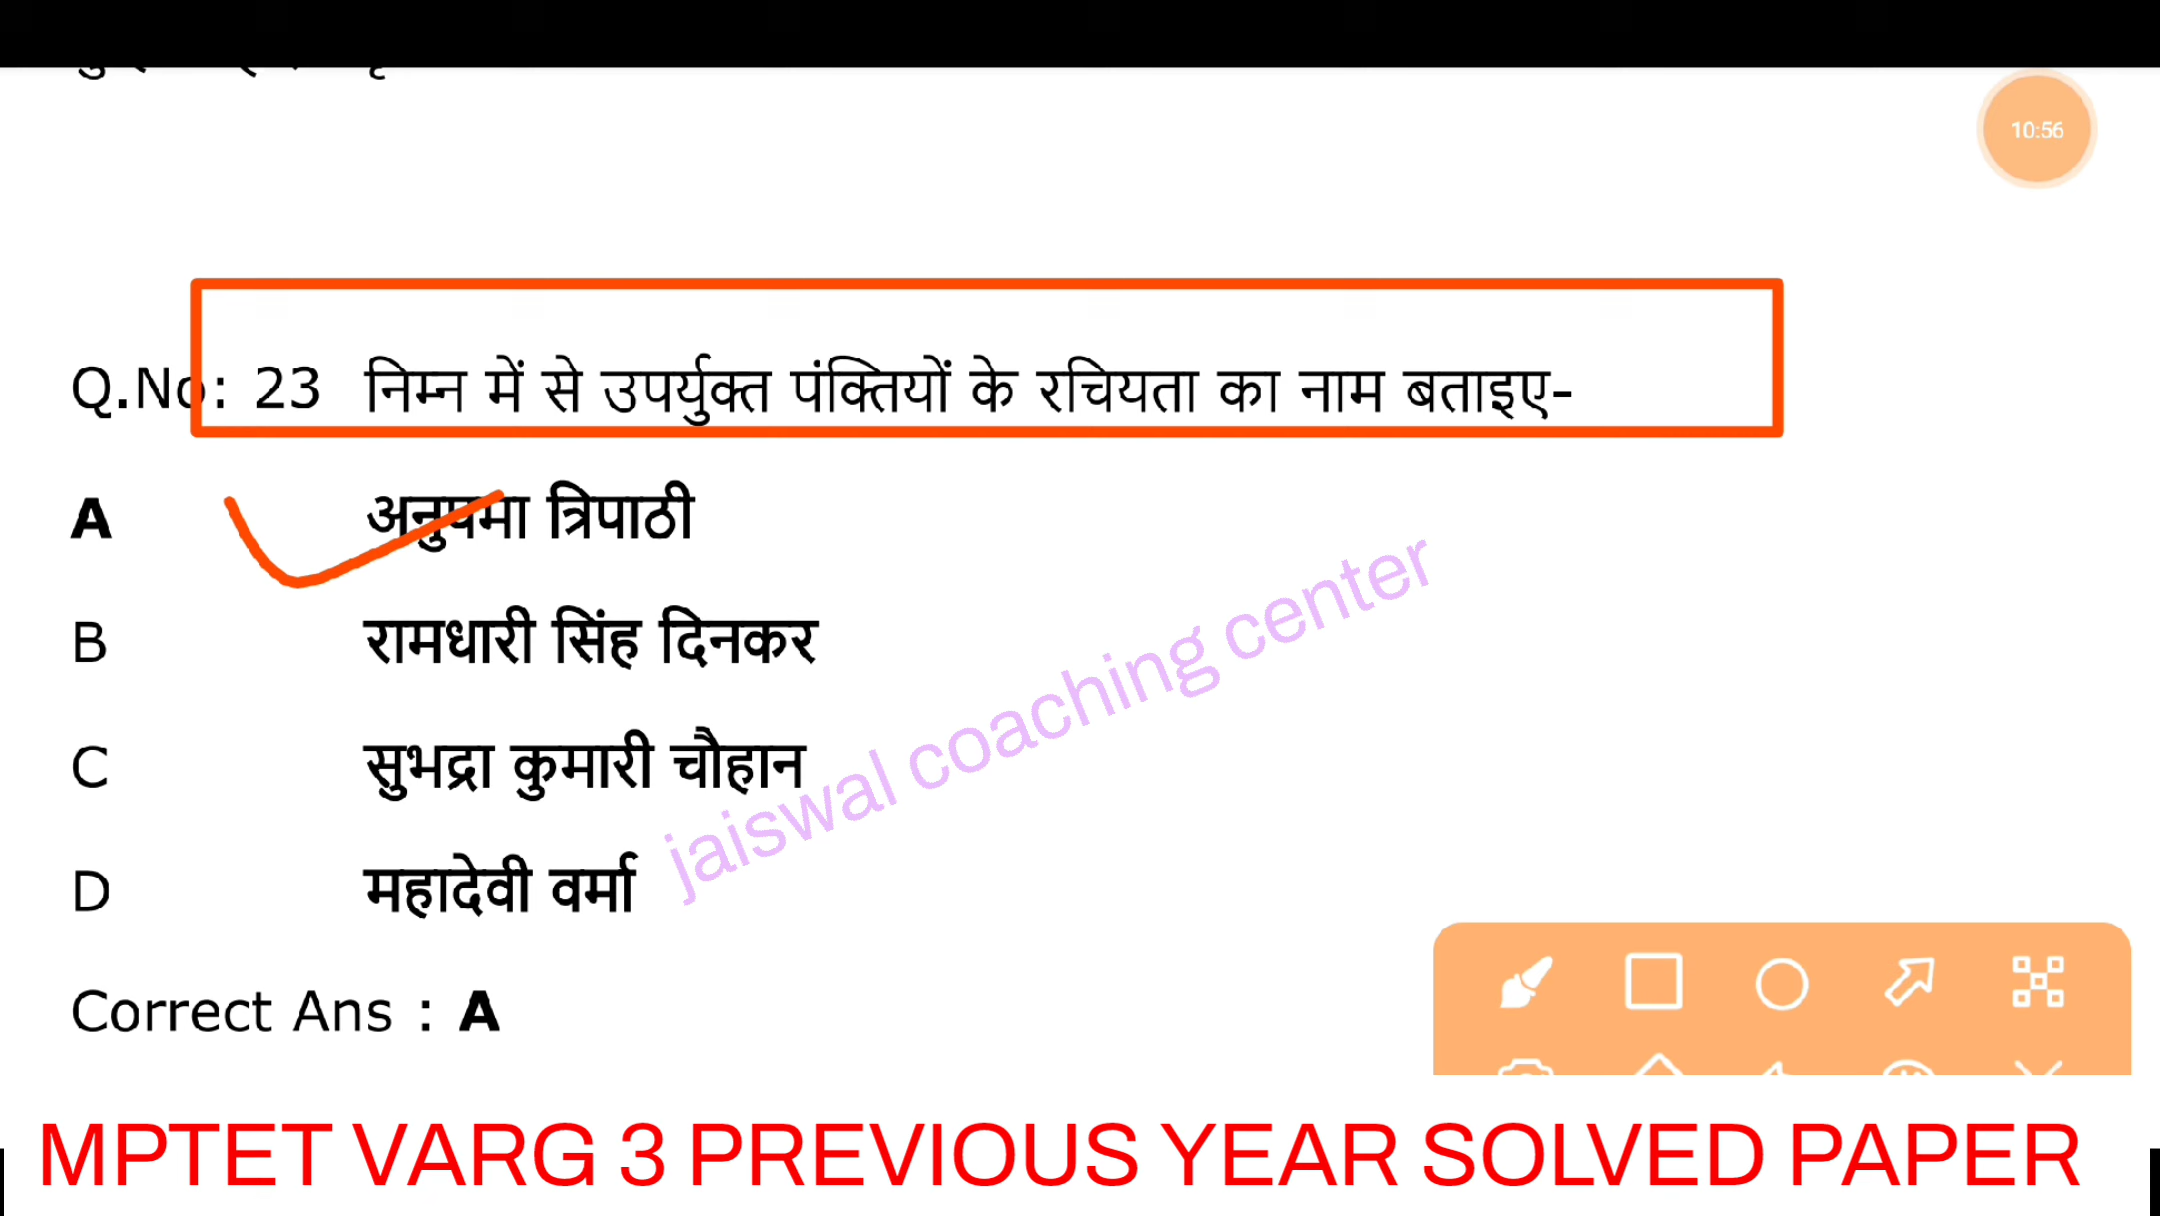 10:56
Q.No: 23 निम्न में से उपर्युक्त पंक्तियों के रचियता का नाम बताइए-
A अनुपमा त्रिपाठी
B रामधारी सिंह दिनकर
C सुभद्रा कुमारी चौहान
D महादेवी वर्मा
jaiswal coaching center
Correct Ans : A
MPTET VARG 3 PREVIOUS YEAR SOLVED PAPER